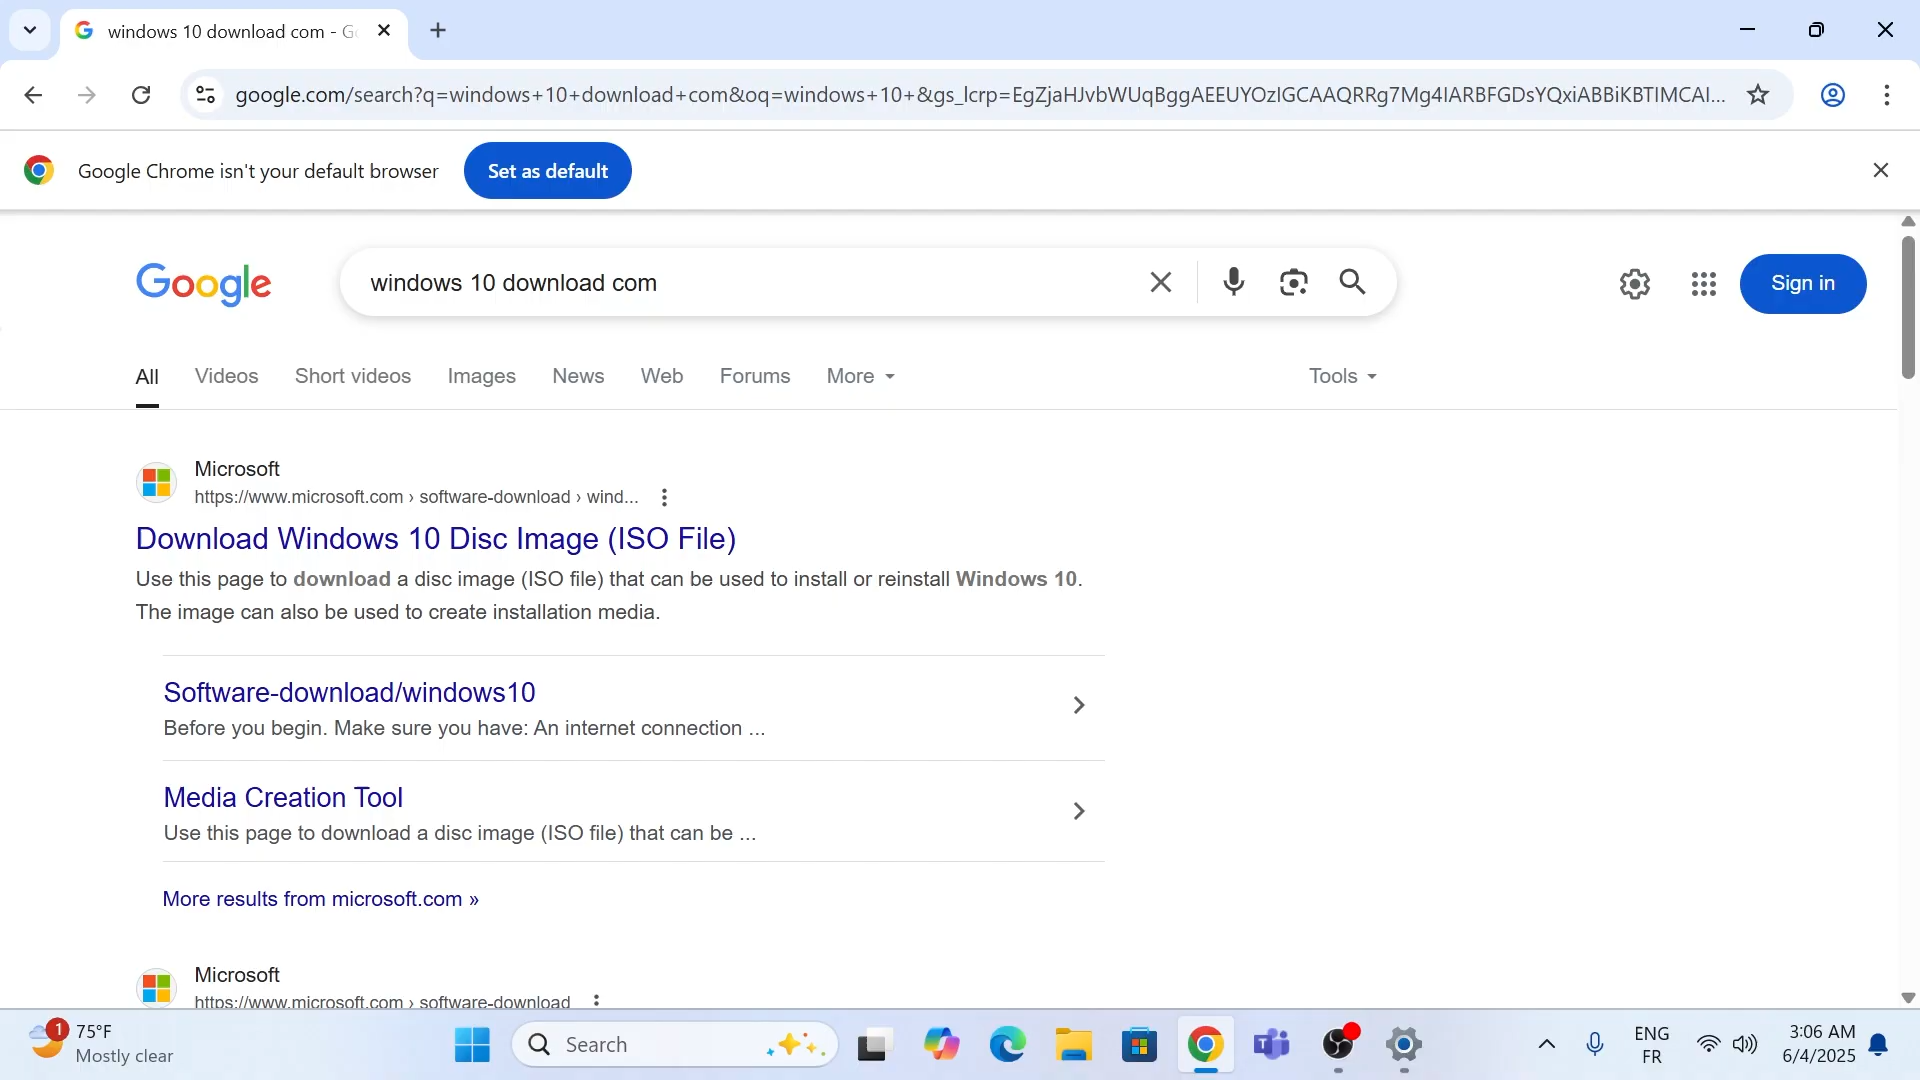 windows 10 download com - Go
google.com/search?q=windows+10+download+com&oq=windows+10+&gs_lcrp=EgZjaHJvbWUqBggAEEUYOzIGCAAQRRg7Mg4IARBFGDsYQxiABBiKBTIMCAI...
Google Chrome isn't your default browser
Set as default
Google
windows 10 download com
Sign in
All Videos Short videos Images News Web Forums More Tools
Microsoft
https://www.microsoft.com › software-download › wind...
Download Windows 10 Disc Image (ISO File)
Use this page to download a disc image (ISO file) that can be used to install or reinstall Windows 10.
The image can also be used to create installation media.
Software-download/windows10
Before you begin. Make sure you have: An internet connection ...
Media Creation Tool
Use this page to download a disc image (ISO file) that can be ...
More results from microsoft.com »
Microsoft
https://www.microsoft.com › software-download
1
75°F
Mostly clear
Search
ENG
FR
3:06 AM
6/4/2025